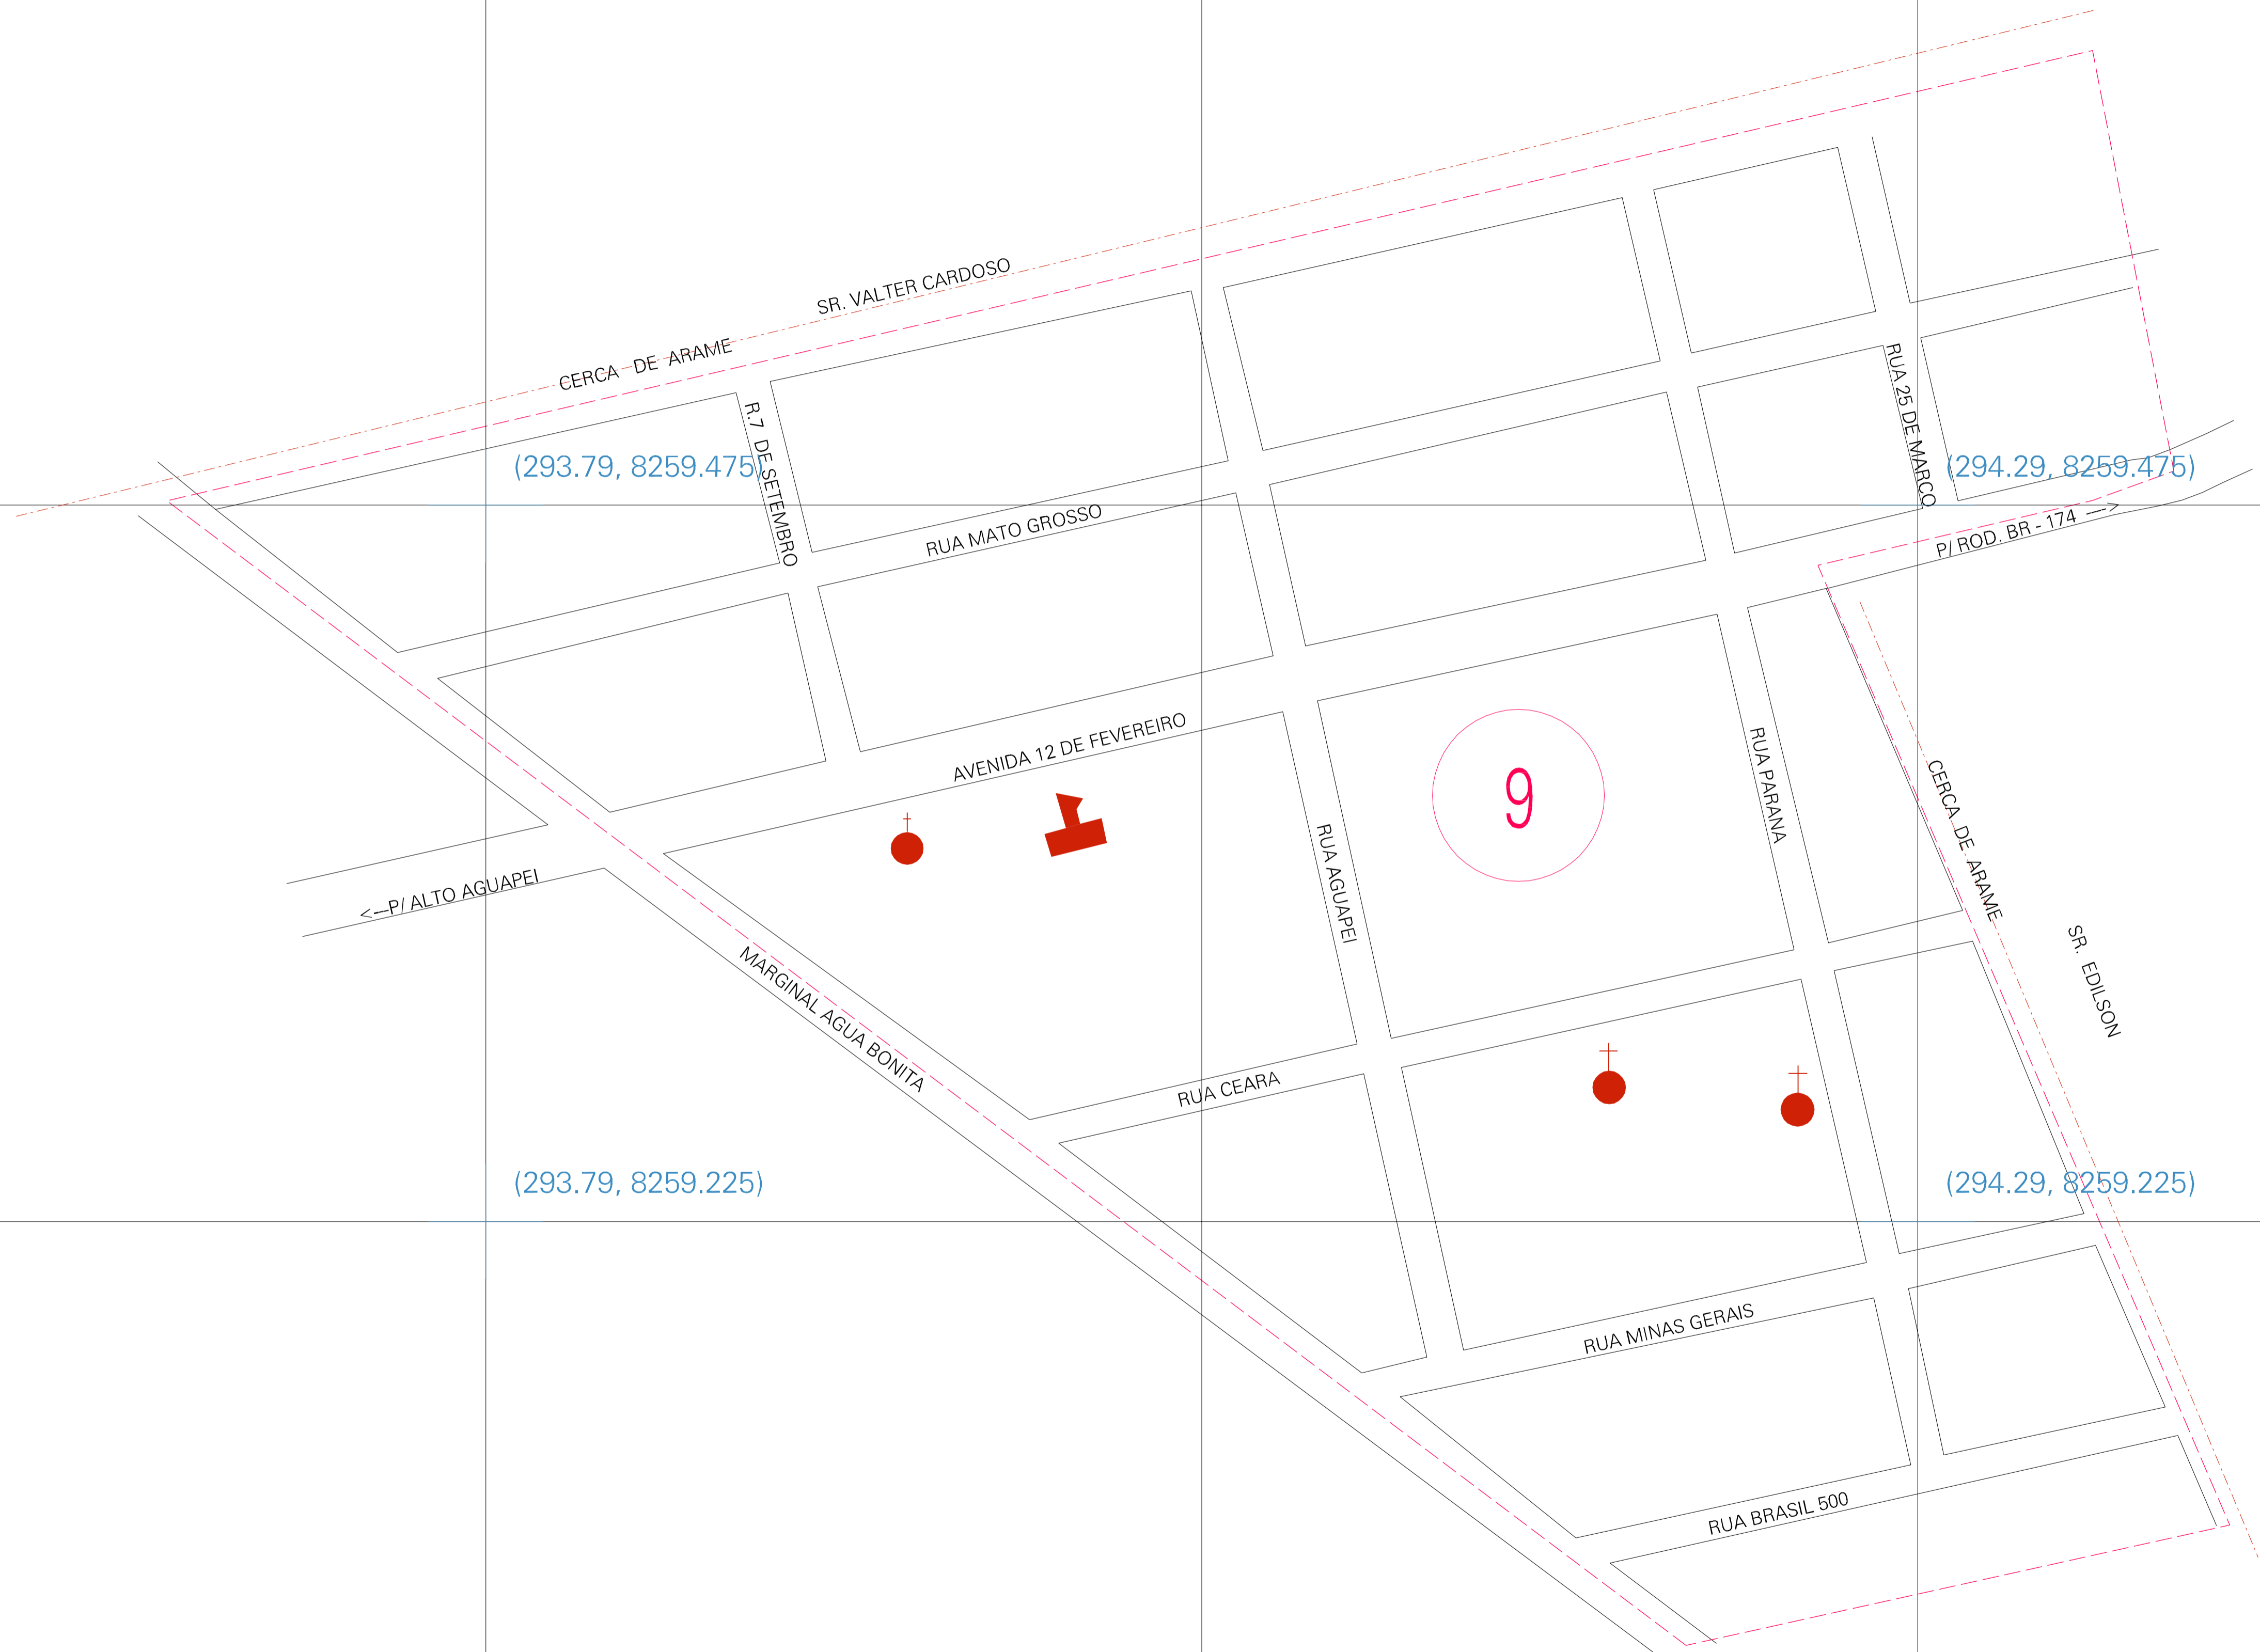 SR. VALTER CARDOSO
CERCA DE ARAME
RUA 25 DE MARCO
R.7 DE SETEMBRO
(293.79, 8259.475)
(294.29, 8259.475)
RUA MATO GROSSO
P/ ROD. BR - 174 --->
AVENIDA 12 DE FEVEREIRO
9
RUA PARANA
CERCA DE ARAME
RUA AGUAPEI
<---P/ ALTO AGUAPEI
SR. EDILSON
MARGINAL AGUA BONITA
RUA CEARA
(293.79, 8259.225)
(294.29, 8259.225)
RUA MINAS GERAIS
RUA BRASIL 500